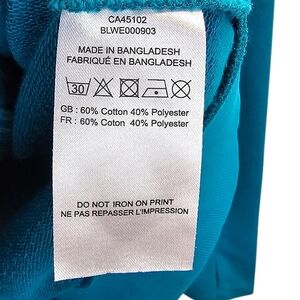 CA45102
BLWE000903
MADE IN BANGLADESH
FABRIQUÉ EN BANGLADESH
30
GB : 60% Cotton 40% Polyester
FR : 60% Coton 40% Polyester
DO NOT IRON ON PRINT
NE PAS REPASSER L'IMPRESSION